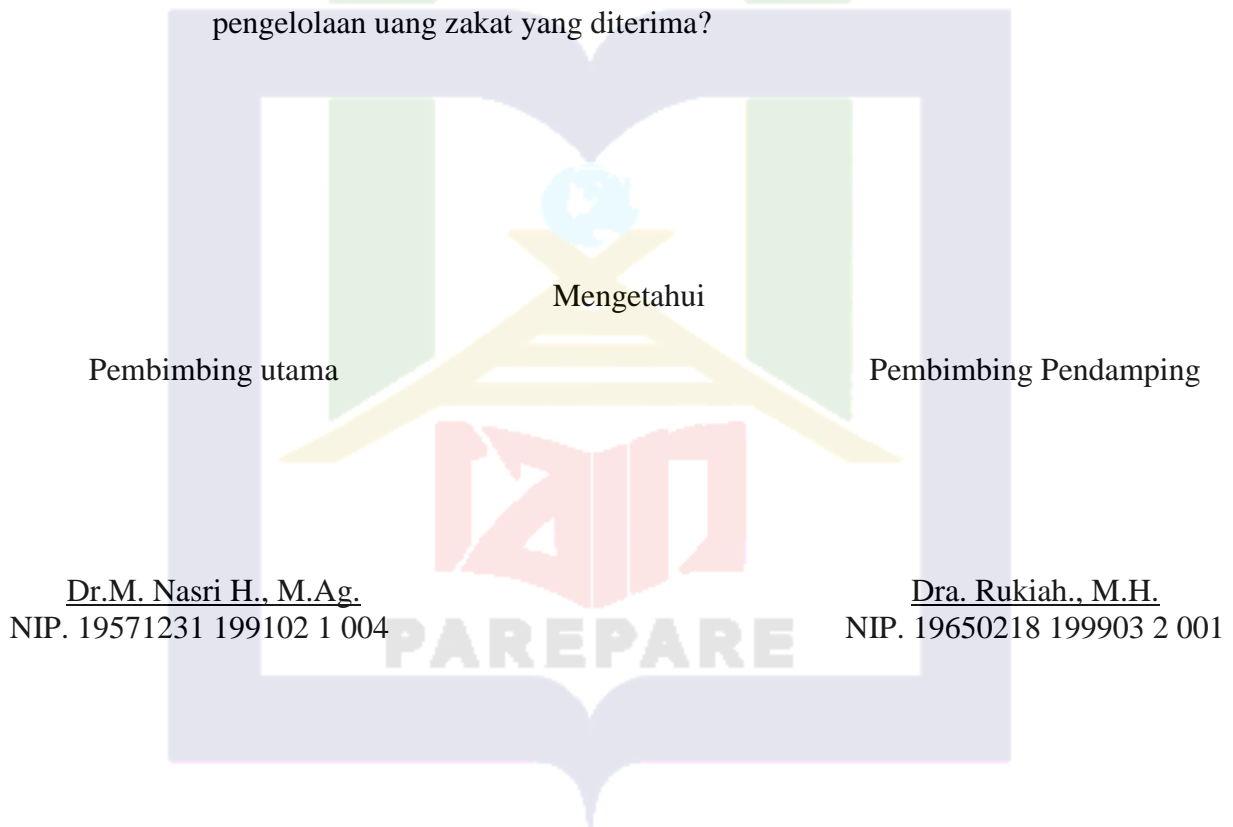 pengelolaan uang zakat yang diterima?
Mengetahui
Pembimbing utama Pembimbing Pendamping
Dr.M. Nasri H., M.Ag. Dra. Rukiah., M.H.
NIP. 19571231 199102 1 004 NIP. 19650218 199903 2 001
iain
PAREPARE